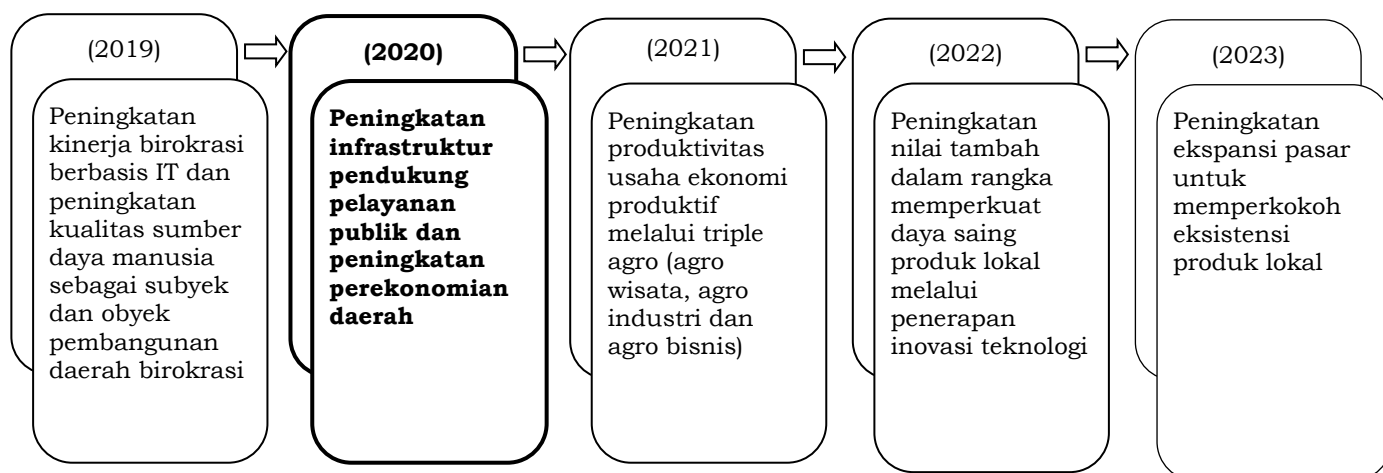 (2019)
Peningkatan
kinerja birokrasi
berbasis IT dan
peningkatan
kualitas sumber
daya manusia
sebagai subyek
dan obyek
pembangunan
daerah birokrasi
(2020)
Peningkatan
infrastruktur
pendukung
pelayanan
publik dan
peningkatan
perekonomian
daerah
(2021)
Peningkatan
produktivitas
usaha ekonomi
produktif
melalui triple
agro (agro
wisata, agro
industri dan
agro bisnis)
(2022)
Peningkatan
nilai tambah
dalam rangka
memperkuat
daya saing
produk lokal
melalui
penerapan
inovasi teknologi
(2023)
Peningkatan
ekspansi pasar
untuk
memperkokoh
eksistensi
produk lokal